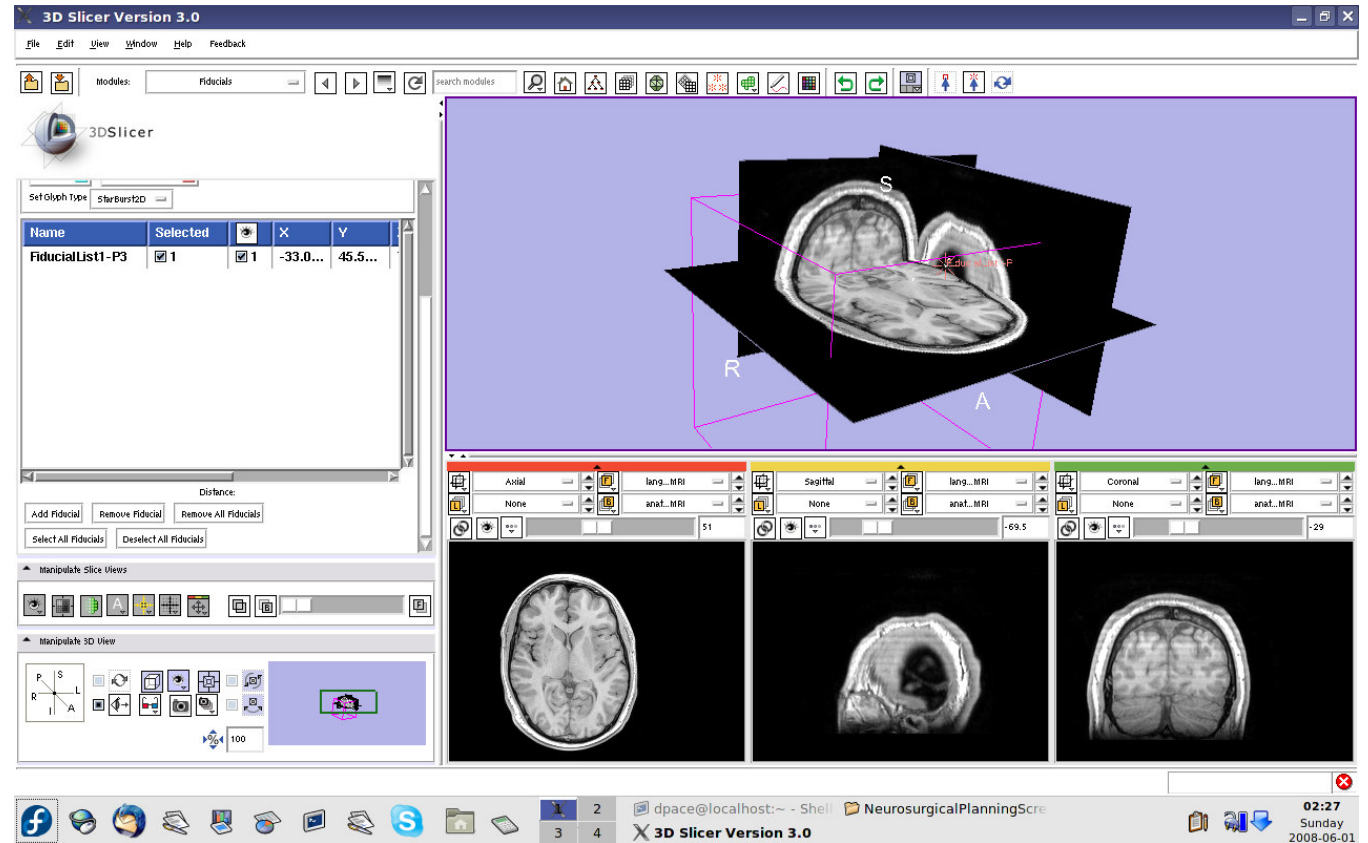 3D Slicer Version 3.0
File Edit View Window Help Feedback
Modules: Fiducials search modules
3DSlicer
Set Glyph Type StarBurst2D
Name Selected X Y
FiducialList1-P3 1 1 -33.0... 45.5...
Distance:
Add Fiducial Remove Fiducial Remove All Fiducials
Select All Fiducials Deselect All Fiducials
Manipulate Slice Views
A
F
B
Manipulate 3D View
P S
R L
I A
100
S
R
A
Axial lang...MRI
None anat...MRI
51
Sagittal lang...MRI
None anat...MRI
-69.5
Coronal lang...MRI
None anat...MRI
-29
1 2
3 4
dpace@localhost:~ - Shell
NeurosurgicalPlanningScre
3D Slicer Version 3.0
02:27
Sunday
2008-06-01